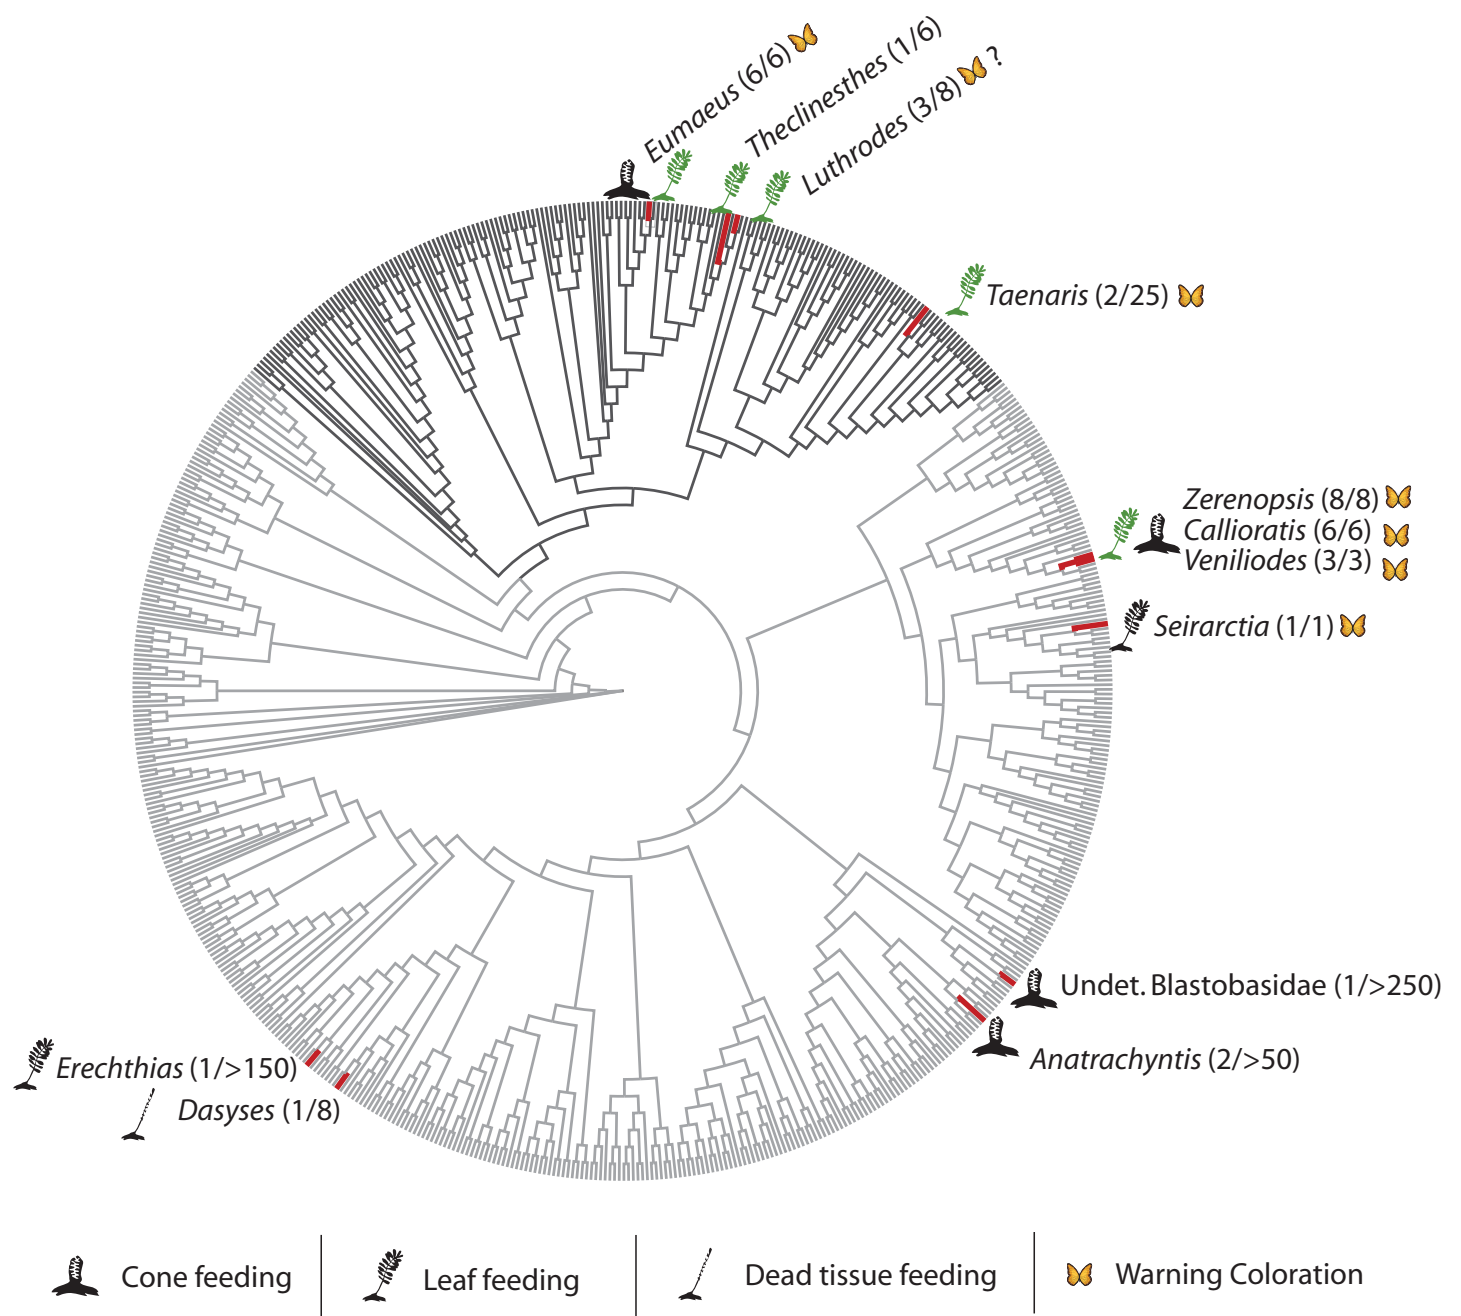 Eumaeus (6/6)
Theclinesthes (1/6)
Luthrodes (3/8) ?
Taenaris (2/25)
Zerenopsis (8/8)
Callioratis (6/6)
Veniliodes (3/3)
Seirarctia (1/1)
Undet. Blastobasidae (1/>250)
Anatrachyntis (2/>50)
Erechthias (1/>150)
Dasyses (1/8)
Cone feeding
Leaf feeding
Dead tissue feeding
Warning Coloration